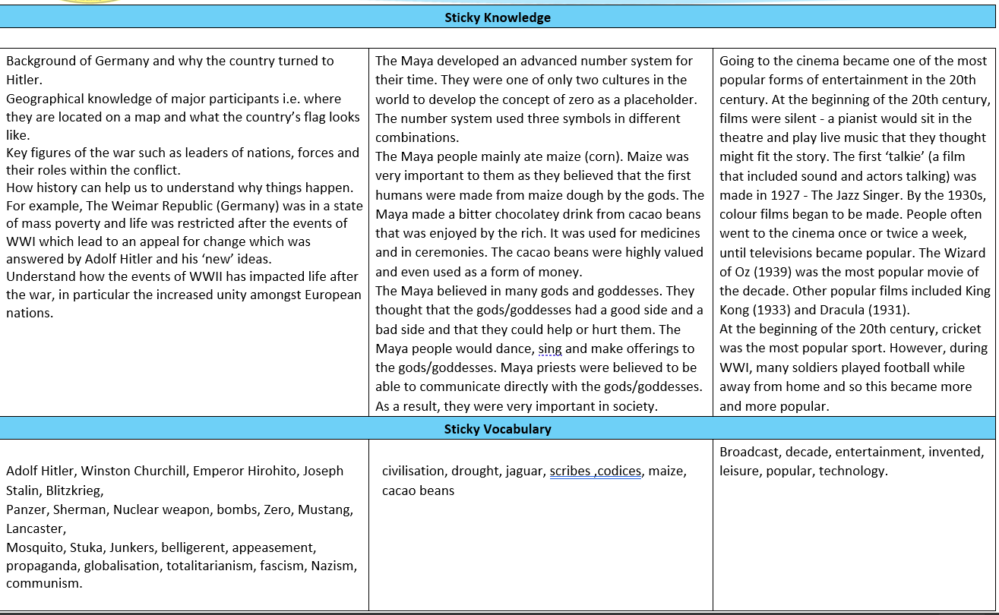 Sticky Knowledge
Background of Germany and why the country turned to
Hitler.
Geographical knowledge of major participants i.e. where
they are located on a map and what the country’s flag looks
like.
Key figures of the war such as leaders of nations, forces and
their roles within the conflict.
How history can help us to understand why things happen.
For example, The Weimar Republic (Germany) was in a state
of mass poverty and life was restricted after the events of
WWI which lead to an appeal for change which was
answered by Adolf Hitler and his ‘new’ ideas.
Understand how the events of WWII has impacted life after
the war, in particular the increased unity amongst European
nations.
The Maya developed an advanced number system for
their time. They were one of only two cultures in the
world to develop the concept of zero as a placeholder.
The number system used three symbols in different
combinations.
The Maya people mainly ate maize (corn). Maize was
very important to them as they believed that the first
humans were made from maize dough by the gods. The
Maya made a bitter chocolatey drink from cacao beans
that was enjoyed by the rich. It was used for medicines
and in ceremonies. The cacao beans were highly valued
and even used as a form of money.
The Maya believed in many gods and goddesses. They
thought that the gods/goddesses had a good side and a
bad side and that they could help or hurt them. The
Maya people would dance, sing and make offerings to
the gods/goddesses. Maya priests were believed to be
able to communicate directly with the gods/goddesses.
As a result, they were very important in society.
Going to the cinema became one of the most
popular forms of entertainment in the 20th
century. At the beginning of the 20th century,
films were silent - a pianist would sit in the
theatre and play live music that they thought
might fit the story. The first ‘talkie’ (a film
that included sound and actors talking) was
made in 1927 - The Jazz Singer. By the 1930s,
colour films began to be made. People often
went to the cinema once or twice a week,
until televisions became popular. The Wizard
of Oz (1939) was the most popular movie of
the decade. Other popular films included King
Kong (1933) and Dracula (1931).
At the beginning of the 20th century, cricket
was the most popular sport. However, during
WWI, many soldiers played football while
away from home and so this became more
and more popular.
Sticky Vocabulary
Adolf Hitler, Winston Churchill, Emperor Hirohito, Joseph
Stalin, Blitzkrieg,
Panzer, Sherman, Nuclear weapon, bombs, Zero, Mustang,
Lancaster,
Mosquito, Stuka, Junkers, belligerent, appeasement,
propaganda, globalisation, totalitarianism, fascism, Nazism,
communism.
civilisation, drought, jaguar, scribes ,codices, maize,
cacao beans
Broadcast, decade, entertainment, invented,
leisure, popular, technology.